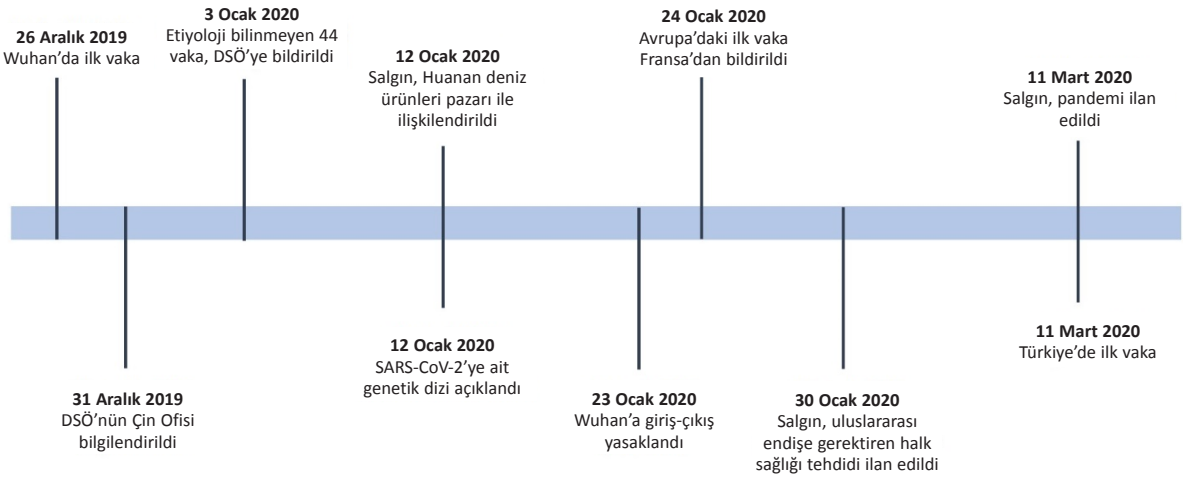 26 Aralık 2019
Wuhan’da ilk vaka
3 Ocak 2020
Etiyoloji bilinmeyen 44
vaka, DSÖ’ye bildirildi
12 Ocak 2020
Salgın, Huanan deniz
ürünleri pazarı ile
ilişkilendirildi
24 Ocak 2020
Avrupa’daki ilk vaka
Fransa’dan bildirildi
11 Mart 2020
Salgın, pandemi ilan
edildi
31 Aralık 2019
DSÖ’nün Çin Ofisi
bilgilendirildi
12 Ocak 2020
SARS-CoV-2’ye ait
genetik dizi açıklandı
23 Ocak 2020
Wuhan’a giriş-çıkış
yasaklandı
30 Ocak 2020
Salgın, uluslararası
endişe gerektiren halk
sağlığı tehdidi ilan edildi
11 Mart 2020
Türkiye’de ilk vaka